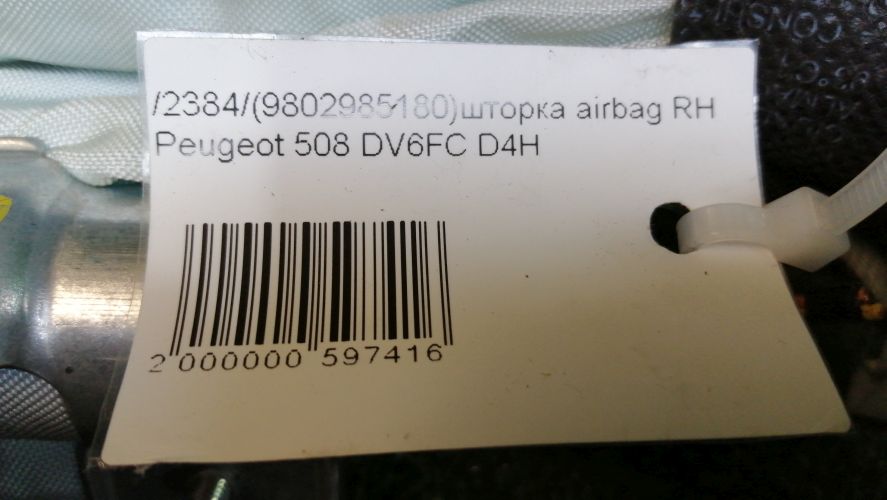 /2384/(9802985180)шторка airbag RH
Peugeot 508 DV6FC D4H
2 000000 597416